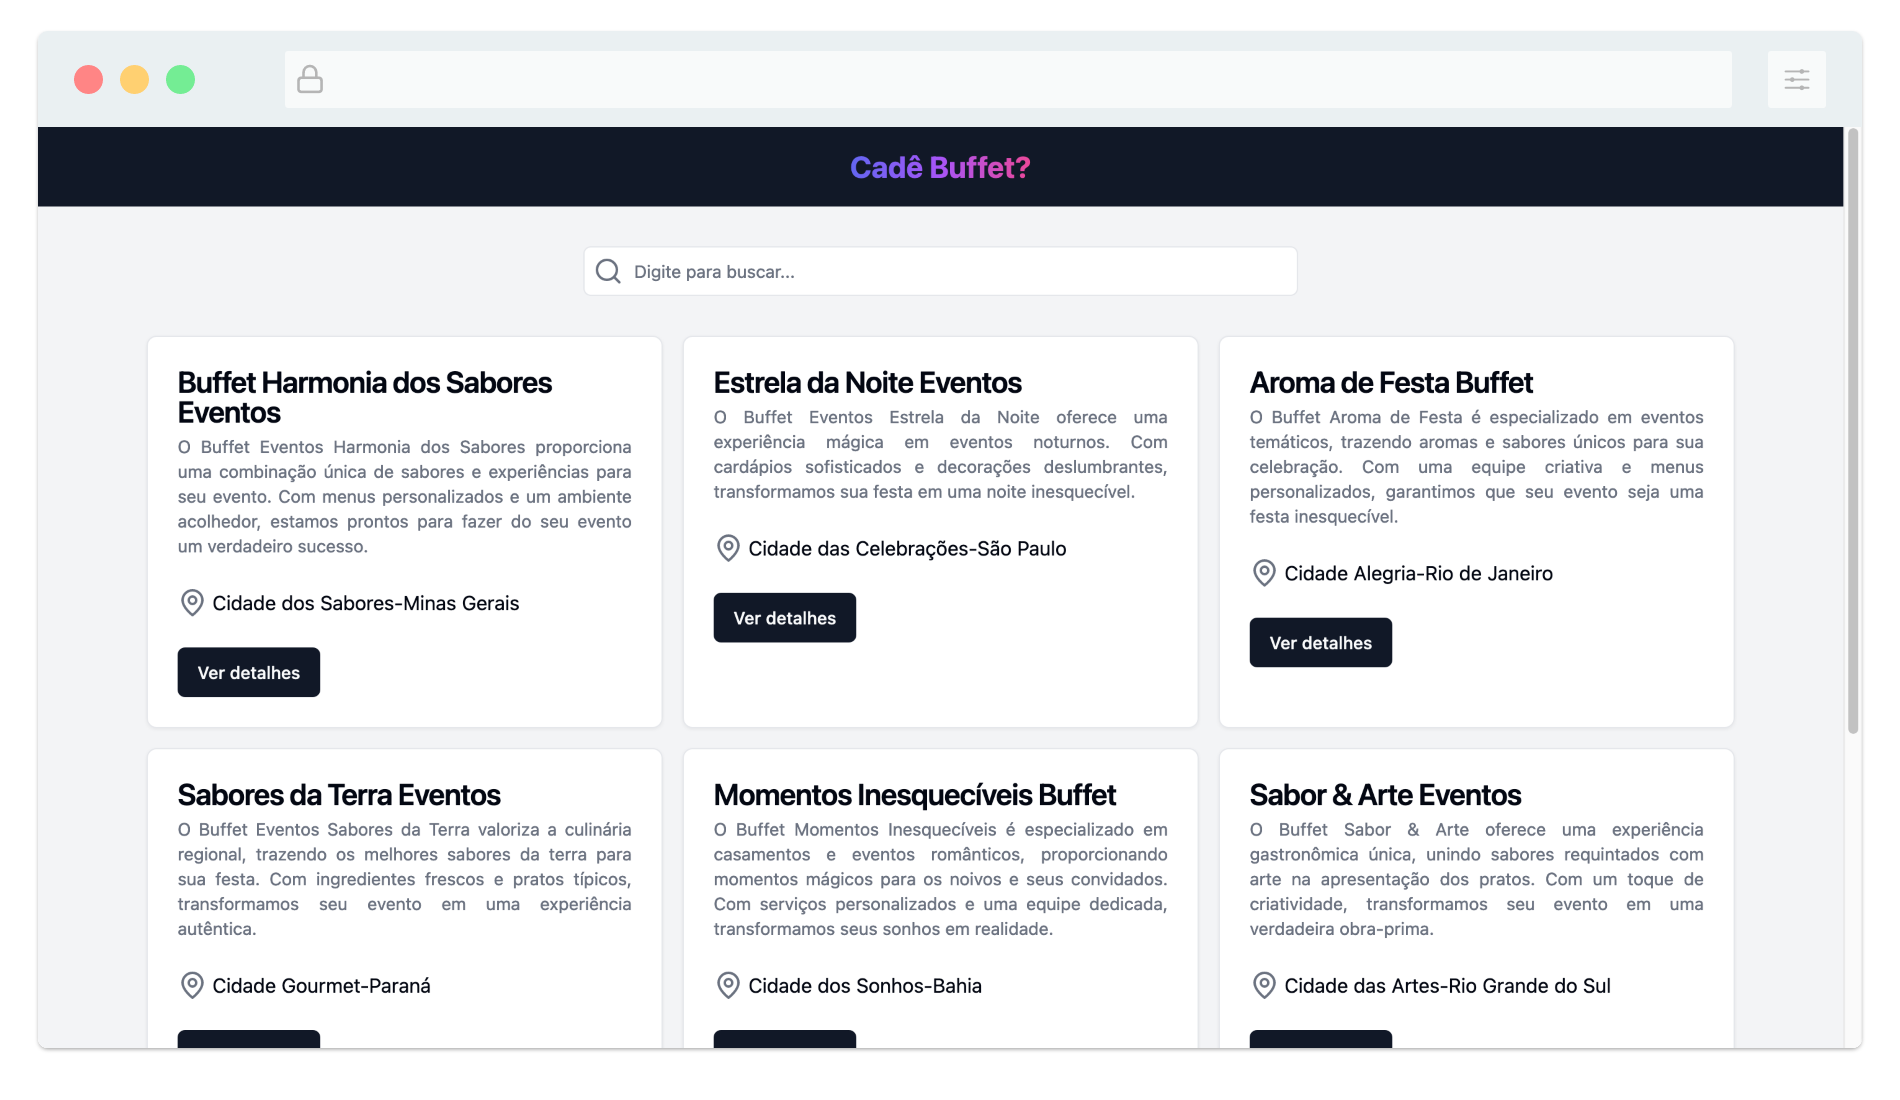 Cadê Buffet?
Digite para buscar...
Buffet Harmonia dos Sabores
Eventos
O Buffet Eventos Harmonia dos Sabores proporciona
uma combinação única de sabores e experiências para
seu evento. Com menus personalizados e um ambiente
acolhedor, estamos prontos para fazer do seu evento
um verdadeiro sucesso.
Cidade dos Sabores-Minas Gerais
Ver detalhes
Estrela da Noite Eventos
O Buffet Eventos Estrela da Noite oferece uma
experiência mágica em eventos noturnos. Com
cardápios sofisticados e decorações deslumbrantes,
transformamos sua festa em uma noite inesquecível.
Cidade das Celebrações-São Paulo
Ver detalhes
Aroma de Festa Buffet
O Buffet Aroma de Festa é especializado em eventos
temáticos, trazendo aromas e sabores únicos para sua
celebração. Com uma equipe criativa e menus
personalizados, garantimos que seu evento seja uma
festa inesquecível.
Cidade Alegria-Rio de Janeiro
Ver detalhes
Sabores da Terra Eventos
O Buffet Eventos Sabores da Terra valoriza a culinária
regional, trazendo os melhores sabores da terra para
sua festa. Com ingredientes frescos e pratos típicos,
transformamos seu evento em uma experiência
autêntica.
Cidade Gourmet-Paraná
Momentos Inesquecíveis Buffet
O Buffet Momentos Inesquecíveis é especializado em
casamentos e eventos românticos, proporcionando
momentos mágicos para os noivos e seus convidados.
Com serviços personalizados e uma equipe dedicada,
transformamos seus sonhos em realidade.
Cidade dos Sonhos-Bahia
Sabor & Arte Eventos
O Buffet Sabor & Arte oferece uma experiência
gastronômica única, unindo sabores requintados com
arte na apresentação dos pratos. Com um toque de
criatividade, transformamos seu evento em uma
verdadeira obra-prima.
Cidade das Artes-Rio Grande do Sul